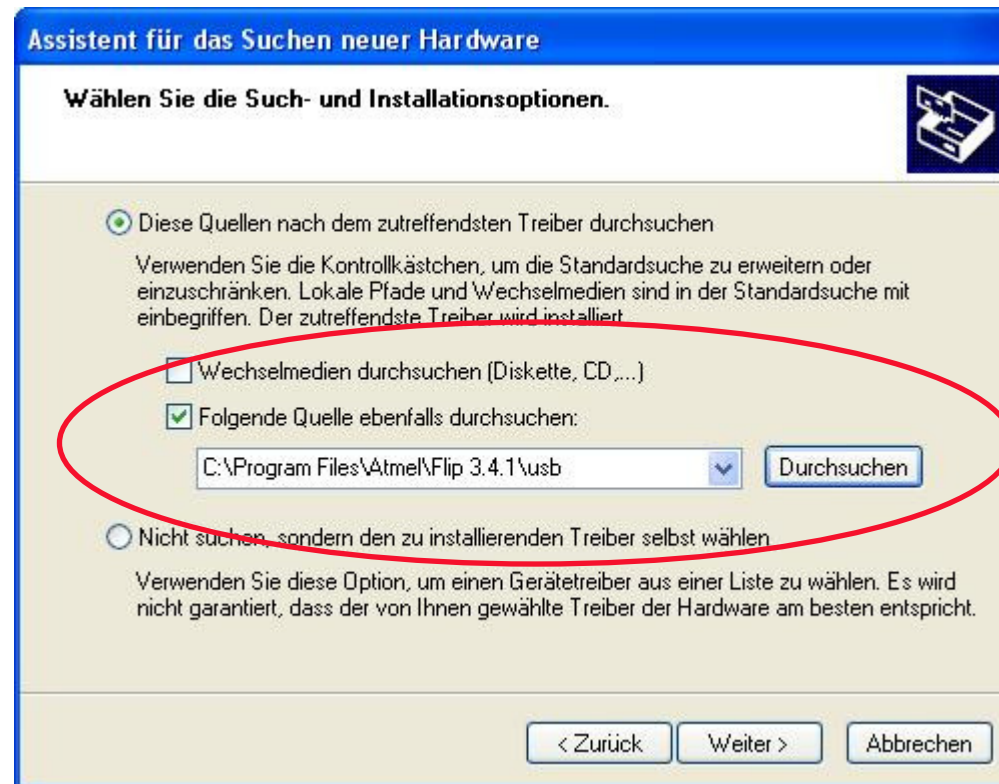 Assistent für das Suchen neuer Hardware
Wählen Sie die Such- und Installationsoptionen.
Diese Quellen nach dem zutreffendsten Treiber durchsuchen
Verwenden Sie die Kontrollkästchen, um die Standardsuche zu erweitern oder
einzuschränken. Lokale Pfade und Wechselmedien sind in der Standardsuche mit
einbegriffen. Der zutreffendste Treiber wird installiert.
Wechselmedien durchsuchen (Diskette, CD,...)
Folgende Quelle ebenfalls durchsuchen:
C:\Program Files\Atmel\Flip 3.4.1\usb
Durchsuchen
Nicht suchen, sondern den zu installierenden Treiber selbst wählen
Verwenden Sie diese Option, um einen Gerätetreiber aus einer Liste zu wählen. Es wird
nicht garantiert, dass der von Ihnen gewählte Treiber der Hardware am besten entspricht.
< Zurück
Weiter >
Abbrechen